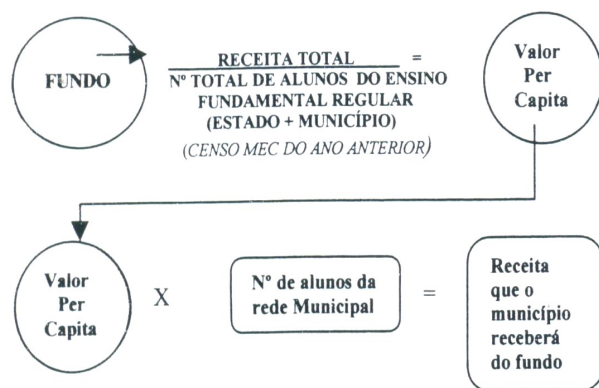 FUNDO
RECEITA TOTAL =
Nº TOTAL DE ALUNOS DO ENSINO
FUNDAMENTAL REGULAR
(ESTADO + MUNICÍPIO)
(CENSO MEC DO ANO ANTERIOR)
Valor
Per
Capita
Valor
Per
Capita
X
Nº de alunos da
rede Municipal
=
Receita
que o
município
receberá
do fundo